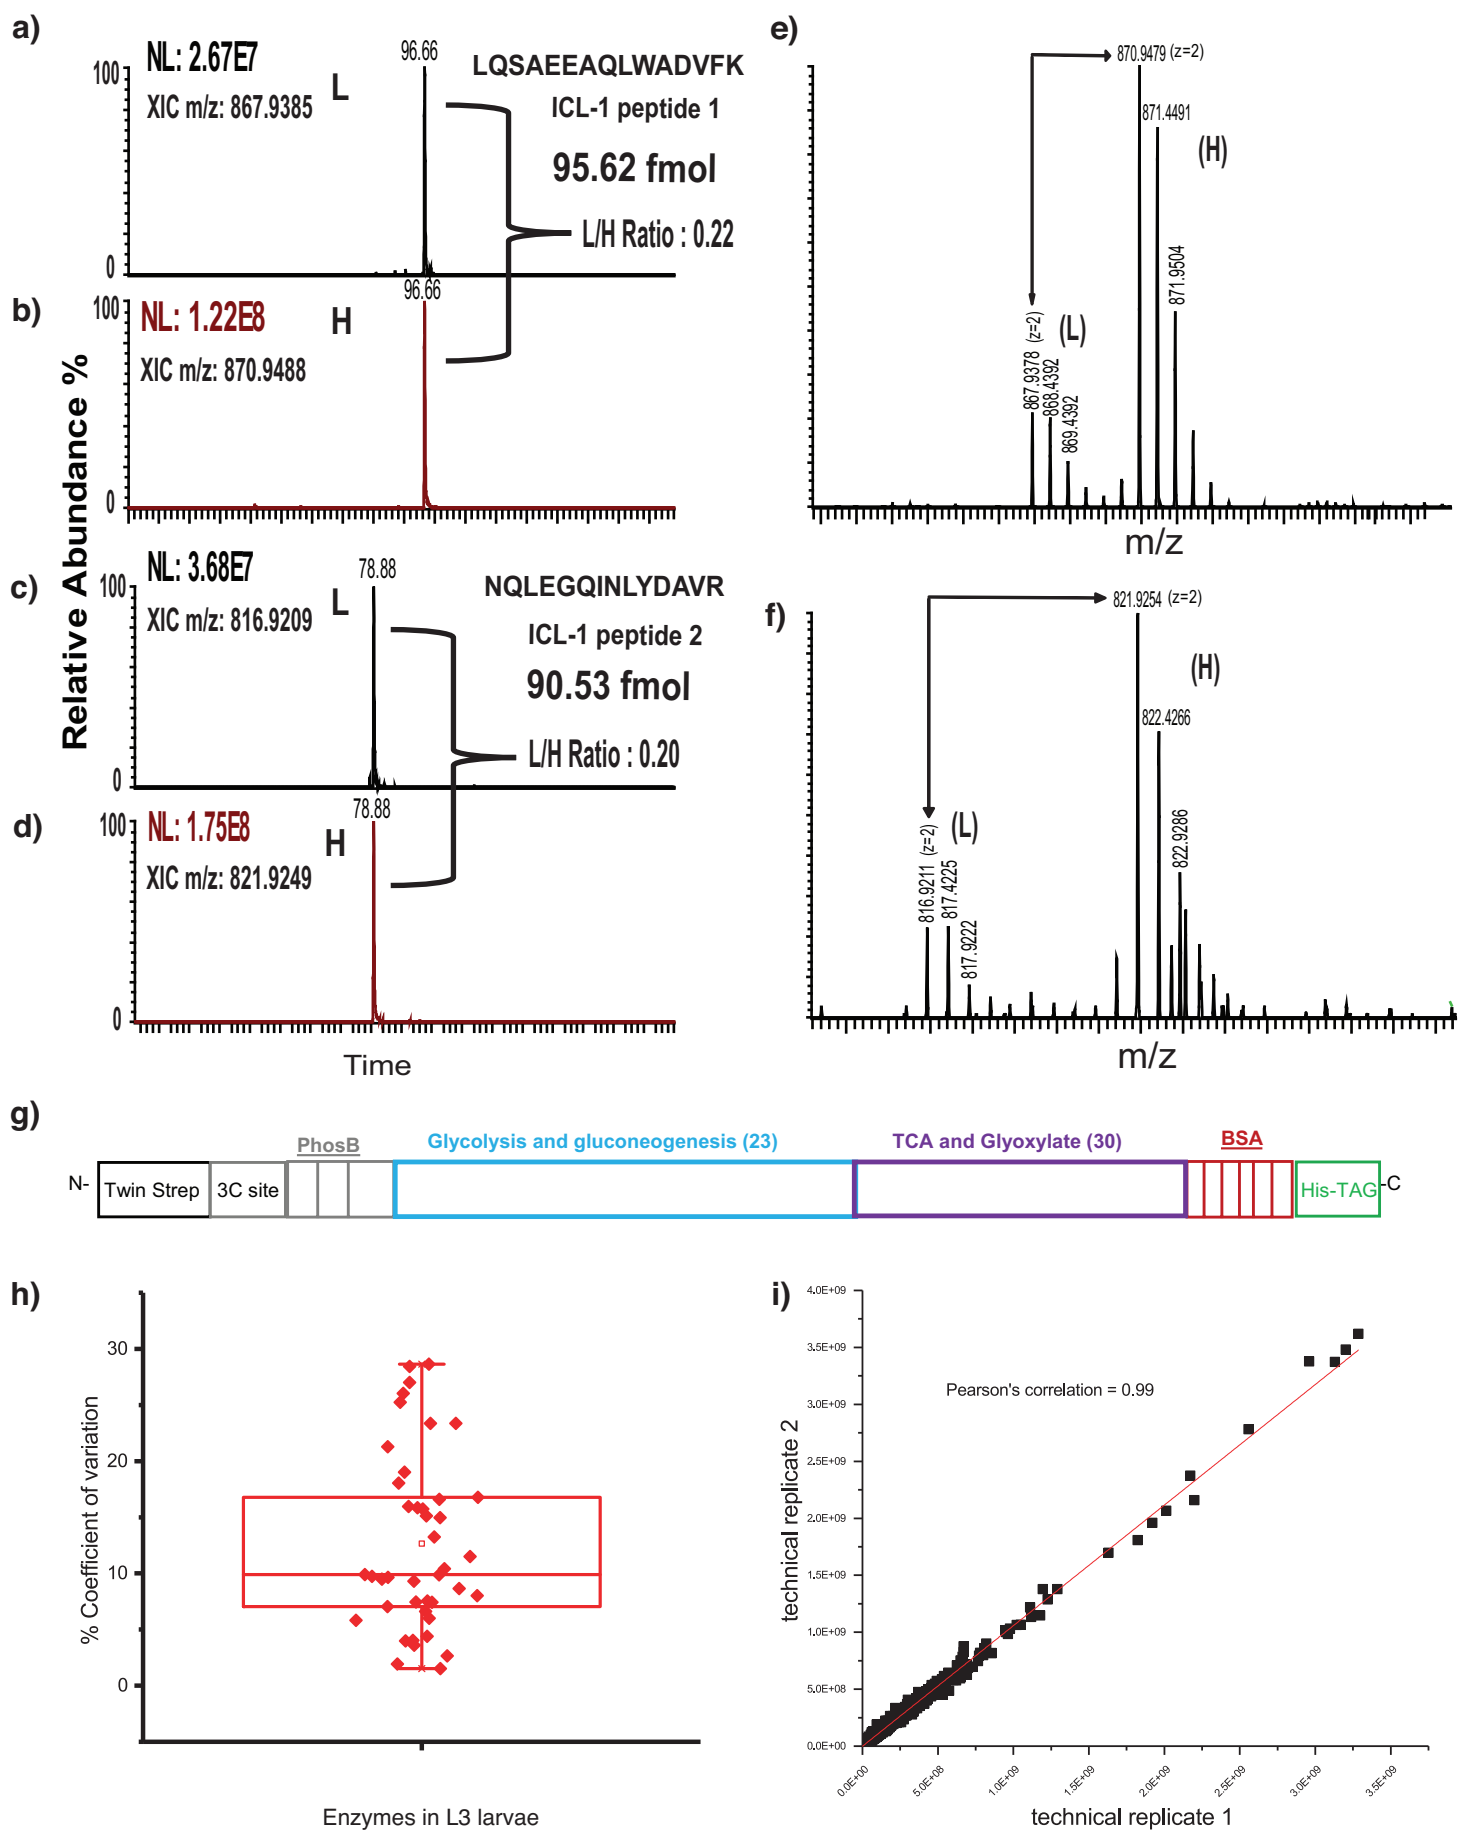 a)
NL: 2.67E7
XIC m/z: 867.9385
L
96.66
100
0
LQSAEEAQLWADVFK
ICL-1 peptide 1
95.62 fmol
L/H Ratio : 0.22
b)
NL: 1.22E8
XIC m/z: 870.9488
H
96.66
100
0
Relative Abundance %
c)
NL: 3.68E7
XIC m/z: 816.9209
L
78.88
100
0
NQLEGQINLYDAVR
ICL-1 peptide 2
90.53 fmol
L/H Ratio : 0.20
d)
NL: 1.75E8
XIC m/z: 821.9249
H
78.88
100
0
Time
e)
870.9479 (z=2)
871.4491
(H)
871.9504
(L)
867.9378 (z=2)
868.4392
869.4392
m/z
f)
821.9254 (z=2)
(H)
822.4266
822.9286
(L)
816.9211 (z=2)
817.4225
817.9222
m/z
g)
PhosB
Glycolysis and gluconeogenesis (23)
TCA and Glyoxylate (30)
BSA
N-
Twin Strep
3C site
His-TAG
-C
h)
30
20
10
0
% Coefficient of variation
Enzymes in L3 larvae
i)
4.0E+09
3.5E+09
3.0E+09
2.5E+09
2.0E+09
1.5E+09
1.0E+09
5.0E+08
0.0E+00
Pearson's correlation = 0.99
technical replicate 2
0.0E+00
5.0E+08
1.0E+09
1.5E+09
2.0E+09
2.5E+09
3.0E+09
3.5E+09
technical replicate 1